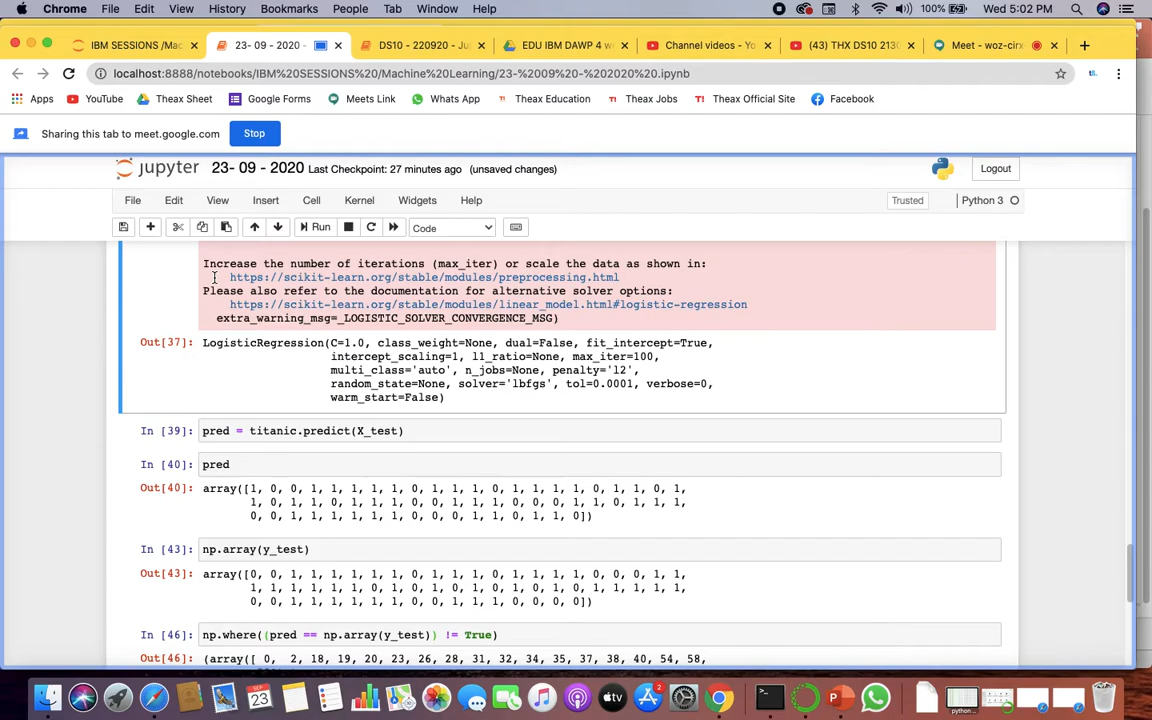 Chrome File Edit View History Bookmarks People Tab Window Help 100% Wed 5:02 PM
IBM SESSIONS /Mac 23- 09 - 2020 - DS10 - 220920 - Ju EDU IBM DAWP 4 w Channel videos - Yo (43) THX DS10 2130 Meet - woz-cirx
localhost:8888/notebooks/IBM%20SESSIONS%20/Machine%20Learning/23-%2009%20-%202020%20.ipynb
Apps YouTube Theax Sheet Google Forms Meets Link Whats App Theax Education Theax Jobs Theax Official Site Facebook
Sharing this tab to meet.google.com Stop
jupyter 23- 09 - 2020 Last Checkpoint: 27 minutes ago (unsaved changes) Logout
File Edit View Insert Cell Kernel Widgets Help Trusted Python 3
Run Code
Increase the number of iterations (max_iter) or scale the data as shown in:
https://scikit-learn.org/stable/modules/preprocessing.html
Please also refer to the documentation for alternative solver options:
https://scikit-learn.org/stable/modules/linear_model.html#logistic-regression
extra_warning_msg=_LOGISTIC_SOLVER_CONVERGENCE_MSG)
Out[37]: LogisticRegression(C=1.0, class_weight=None, dual=False, fit_intercept=True,
intercept_scaling=1, l1_ratio=None, max_iter=100,
multi_class='auto', n_jobs=None, penalty='l2',
random_state=None, solver='lbfgs', tol=0.0001, verbose=0,
warm_start=False)
In [39]: pred = titanic.predict(X_test)
In [40]: pred
Out[40]: array([1, 0, 0, 1, 1, 1, 1, 1, 0, 1, 1, 1, 0, 1, 1, 1, 1, 0, 1, 1, 0, 1,
1, 0, 1, 1, 0, 1, 1, 1, 0, 0, 1, 1, 1, 0, 0, 0, 1, 1, 0, 1, 1, 1,
0, 0, 1, 1, 1, 1, 1, 0, 0, 0, 1, 1, 0, 1, 1, 0])
In [43]: np.array(y_test)
Out[43]: array([0, 0, 1, 1, 1, 1, 1, 1, 0, 1, 1, 1, 0, 1, 1, 1, 1, 0, 0, 0, 1, 1,
1, 1, 1, 1, 1, 1, 0, 1, 0, 1, 0, 1, 0, 1, 0, 1, 0, 1, 1, 1, 1, 1,
0, 0, 1, 1, 1, 1, 1, 0, 0, 1, 1, 1, 0, 0, 0, 0])
In [46]: np.where((pred == np.array(y_test)) != True)
Out[46]: (array([ 0, 2, 18, 19, 20, 23, 26, 28, 31, 32, 34, 35, 37, 38, 40, 54, 58,